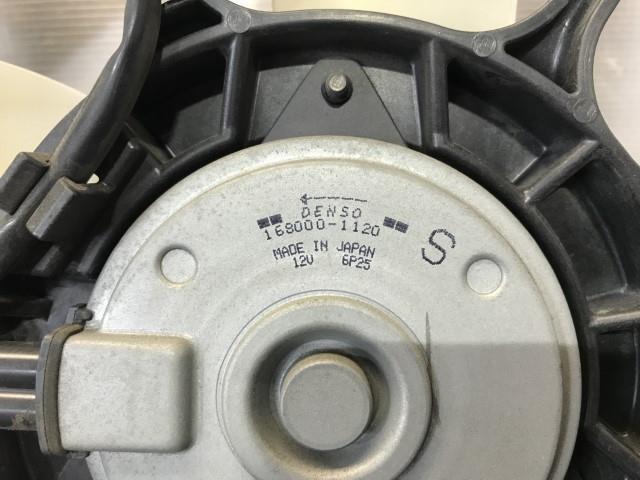 DENSO
168000-1120
MADE IN JAPAN
12V 6P25
S